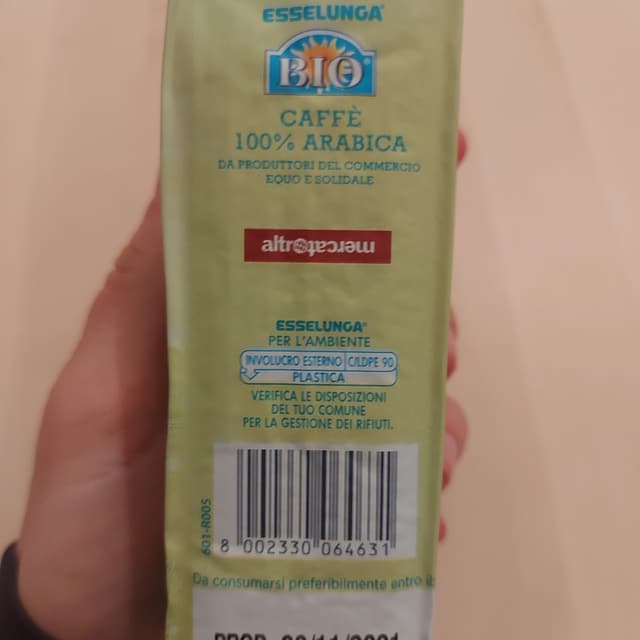 ESSELUNGA®
BIO®
CAFFÈ
100% ARABICA
DA PRODUTTORI DEL COMMERCIO
EQUO E SOLIDALE
altromercato
ESSELUNGA®
PER L'AMBIENTE
INVOLUCRO ESTERNO C/LDPE 90
PLASTICA
VERIFICA LE DISPOSIZIONI
DEL TUO COMUNE
PER LA GESTIONE DEI RIFIUTI.
601-R005
8 002330 064631
Da consumarsi preferibilmente entro il:
PROD